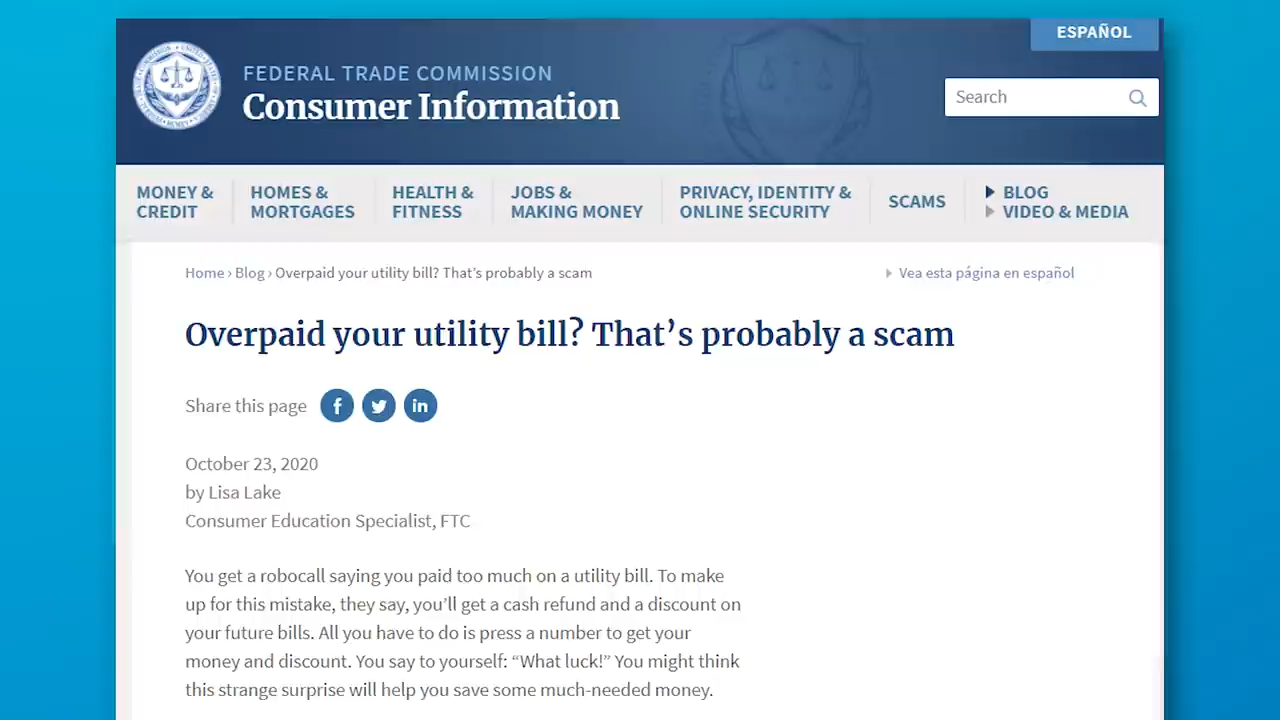 ESPAÑOL
FEDERAL TRADE COMMISSION
Consumer Information
Search
MONEY &
CREDIT
HOMES &
MORTGAGES
HEALTH &
FITNESS
JOBS &
MAKING MONEY
PRIVACY, IDENTITY &
ONLINE SECURITY
SCAMS
BLOG
VIDEO & MEDIA
Home › Blog › Overpaid your utility bill? That's probably a scam
Vea esta página en español
Overpaid your utility bill? That's probably a scam
Share this page
October 23, 2020
by Lisa Lake
Consumer Education Specialist, FTC
You get a robocall saying you paid too much on a utility bill. To make
up for this mistake, they say, you'll get a cash refund and a discount on
your future bills. All you have to do is press a number to get your
money and discount. You say to yourself: “What luck!” You might think
this strange surprise will help you save some much-needed money.